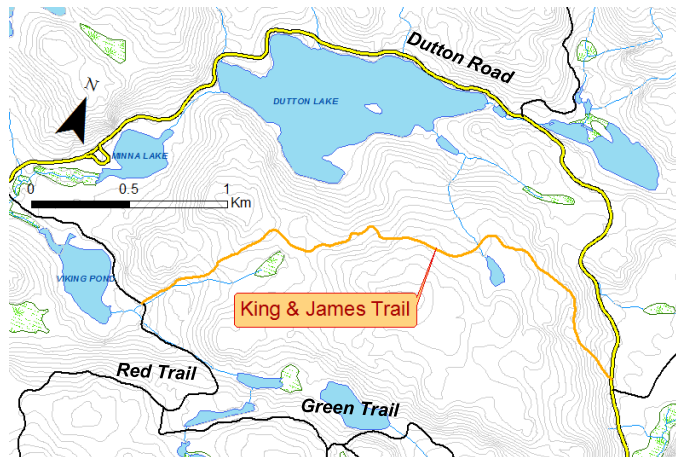 Dutton Road
N
DUTTON LAKE
MINNA LAKE
0 0.5 1
Km
VIKING POND
King & James Trail
Red Trail
Green Trail